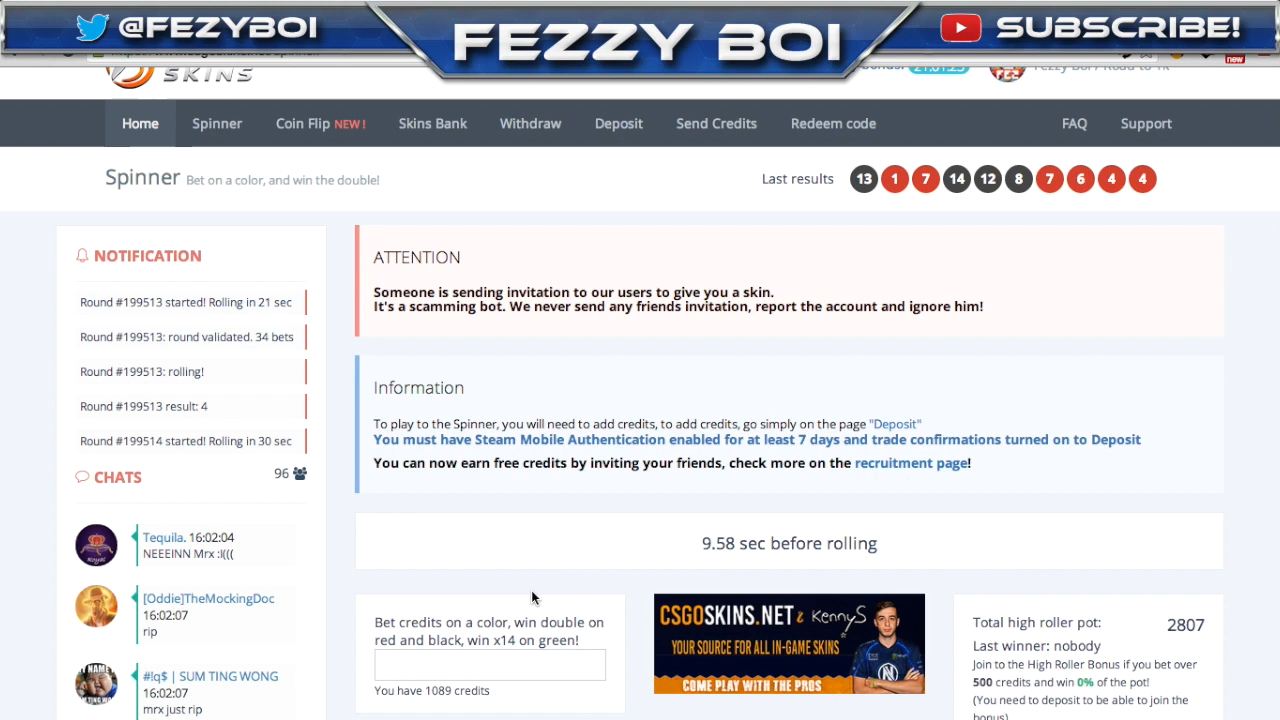 @FEZYBOI
FEZZY BOI
SUBSCRIBE!
new
SKINS
Home
Spinner
Coin Flip NEW !
Skins Bank
Withdraw
Deposit
Send Credits
Redeem code
FAQ
Support
Spinner Bet on a color, and win the double!
Last results 13 1 7 14 12 8 7 6 4 4
NOTIFICATION
Round #199513 started! Rolling in 21 sec
Round #199513: round validated. 34 bets
Round #199513: rolling!
Round #199513 result: 4
Round #199514 started! Rolling in 30 sec
CHATS 96
Tequila. 16:02:04
NEEEINN Mrx :I(((
[Oddie]TheMockingDoc
16:02:07
rip
#!q$ | SUM TING WONG
16:02:07
mrx just rip
ATTENTION
Someone is sending invitation to our users to give you a skin.
It's a scamming bot. We never send any friends invitation, report the account and ignore him!
Information
To play to the Spinner, you will need to add credits, to add credits, go simply on the page "Deposit"
You must have Steam Mobile Authentication enabled for at least 7 days and trade confirmations turned on to Deposit
You can now earn free credits by inviting your friends, check more on the recruitment page!
9.58 sec before rolling
Bet credits on a color, win double on
red and black, win x14 on green!
You have 1089 credits
CSGOSKINS.NET & KennyS
YOUR SOURCE FOR ALL IN-GAME SKINS
COME PLAY WITH THE PROS
Total high roller pot: 2807
Last winner: nobody
Join to the High Roller Bonus if you bet over
500 credits and win 0% of the pot!
(You need to deposit to be able to join the
bonus)